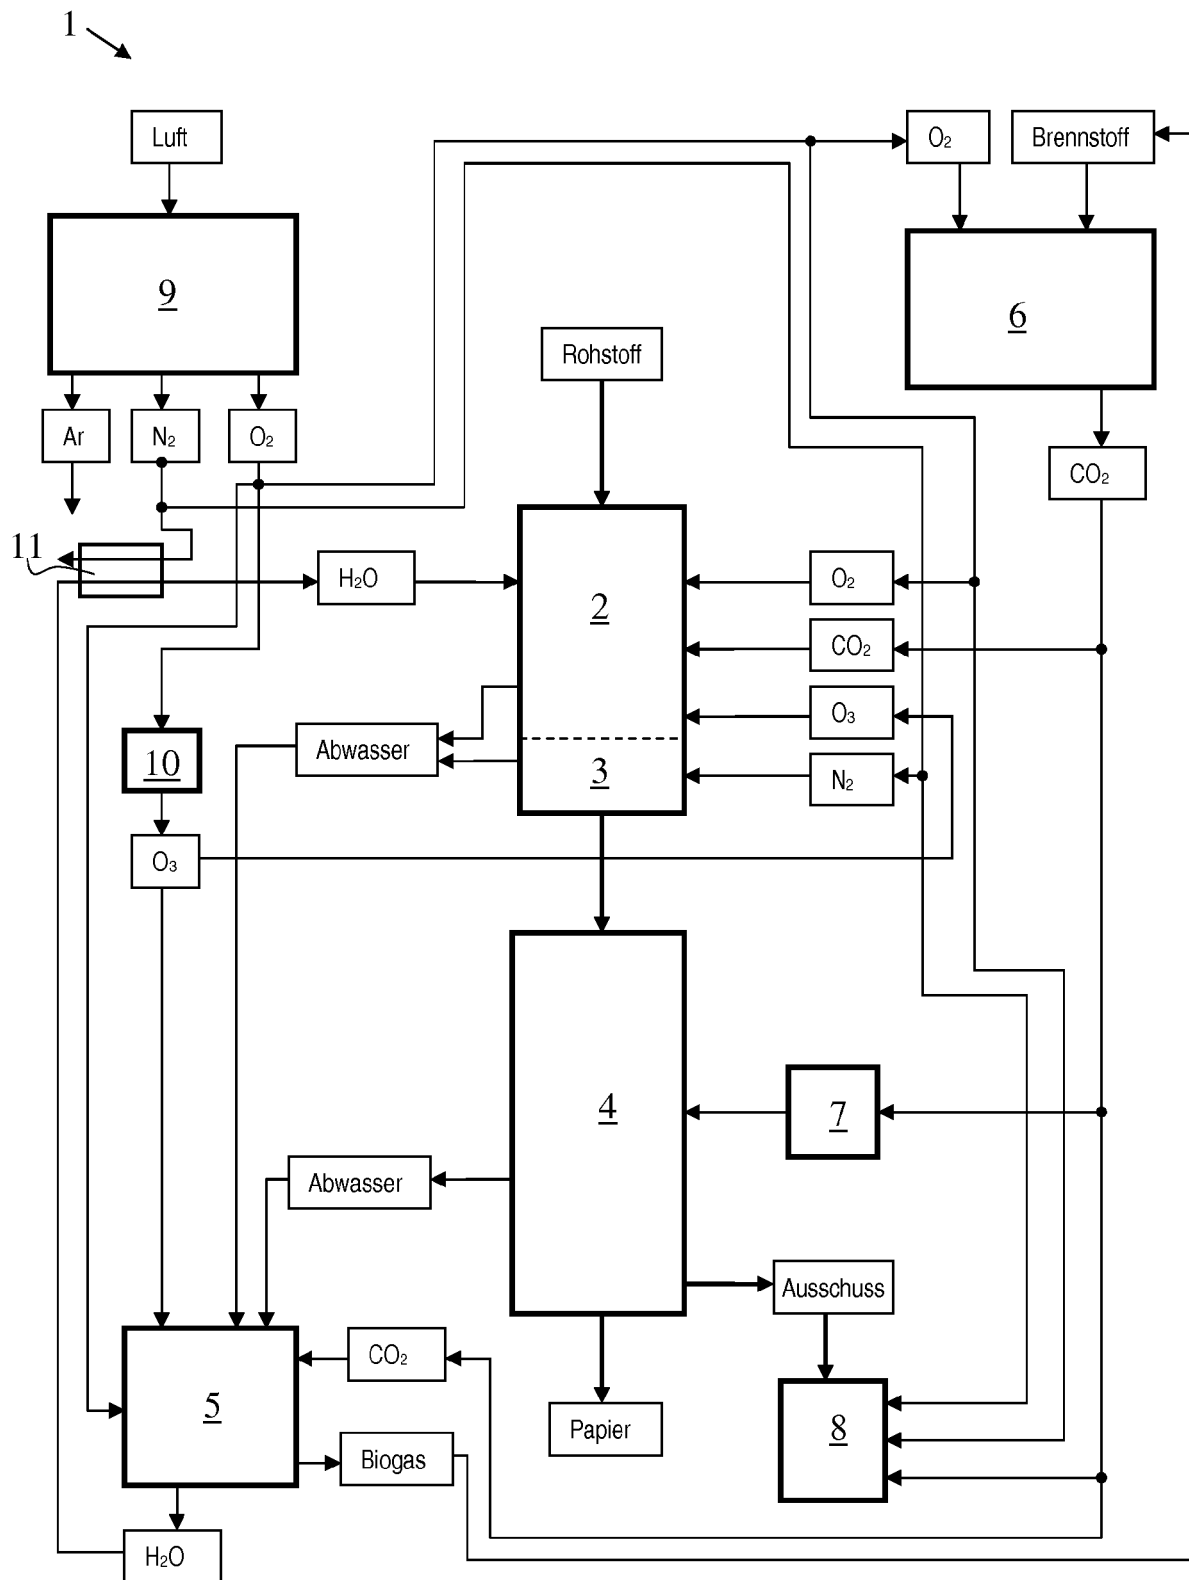 1
Luft
O₂
Brennstoff
9
6
Rohstoff
Ar
N₂
O₂
CO₂
11
H₂O
2
O₂
CO₂
O₃
Abwasser
10
3
N₂
O₃
4
7
Abwasser
Ausschuss
CO₂
5
Papier
8
Biogas
H₂O